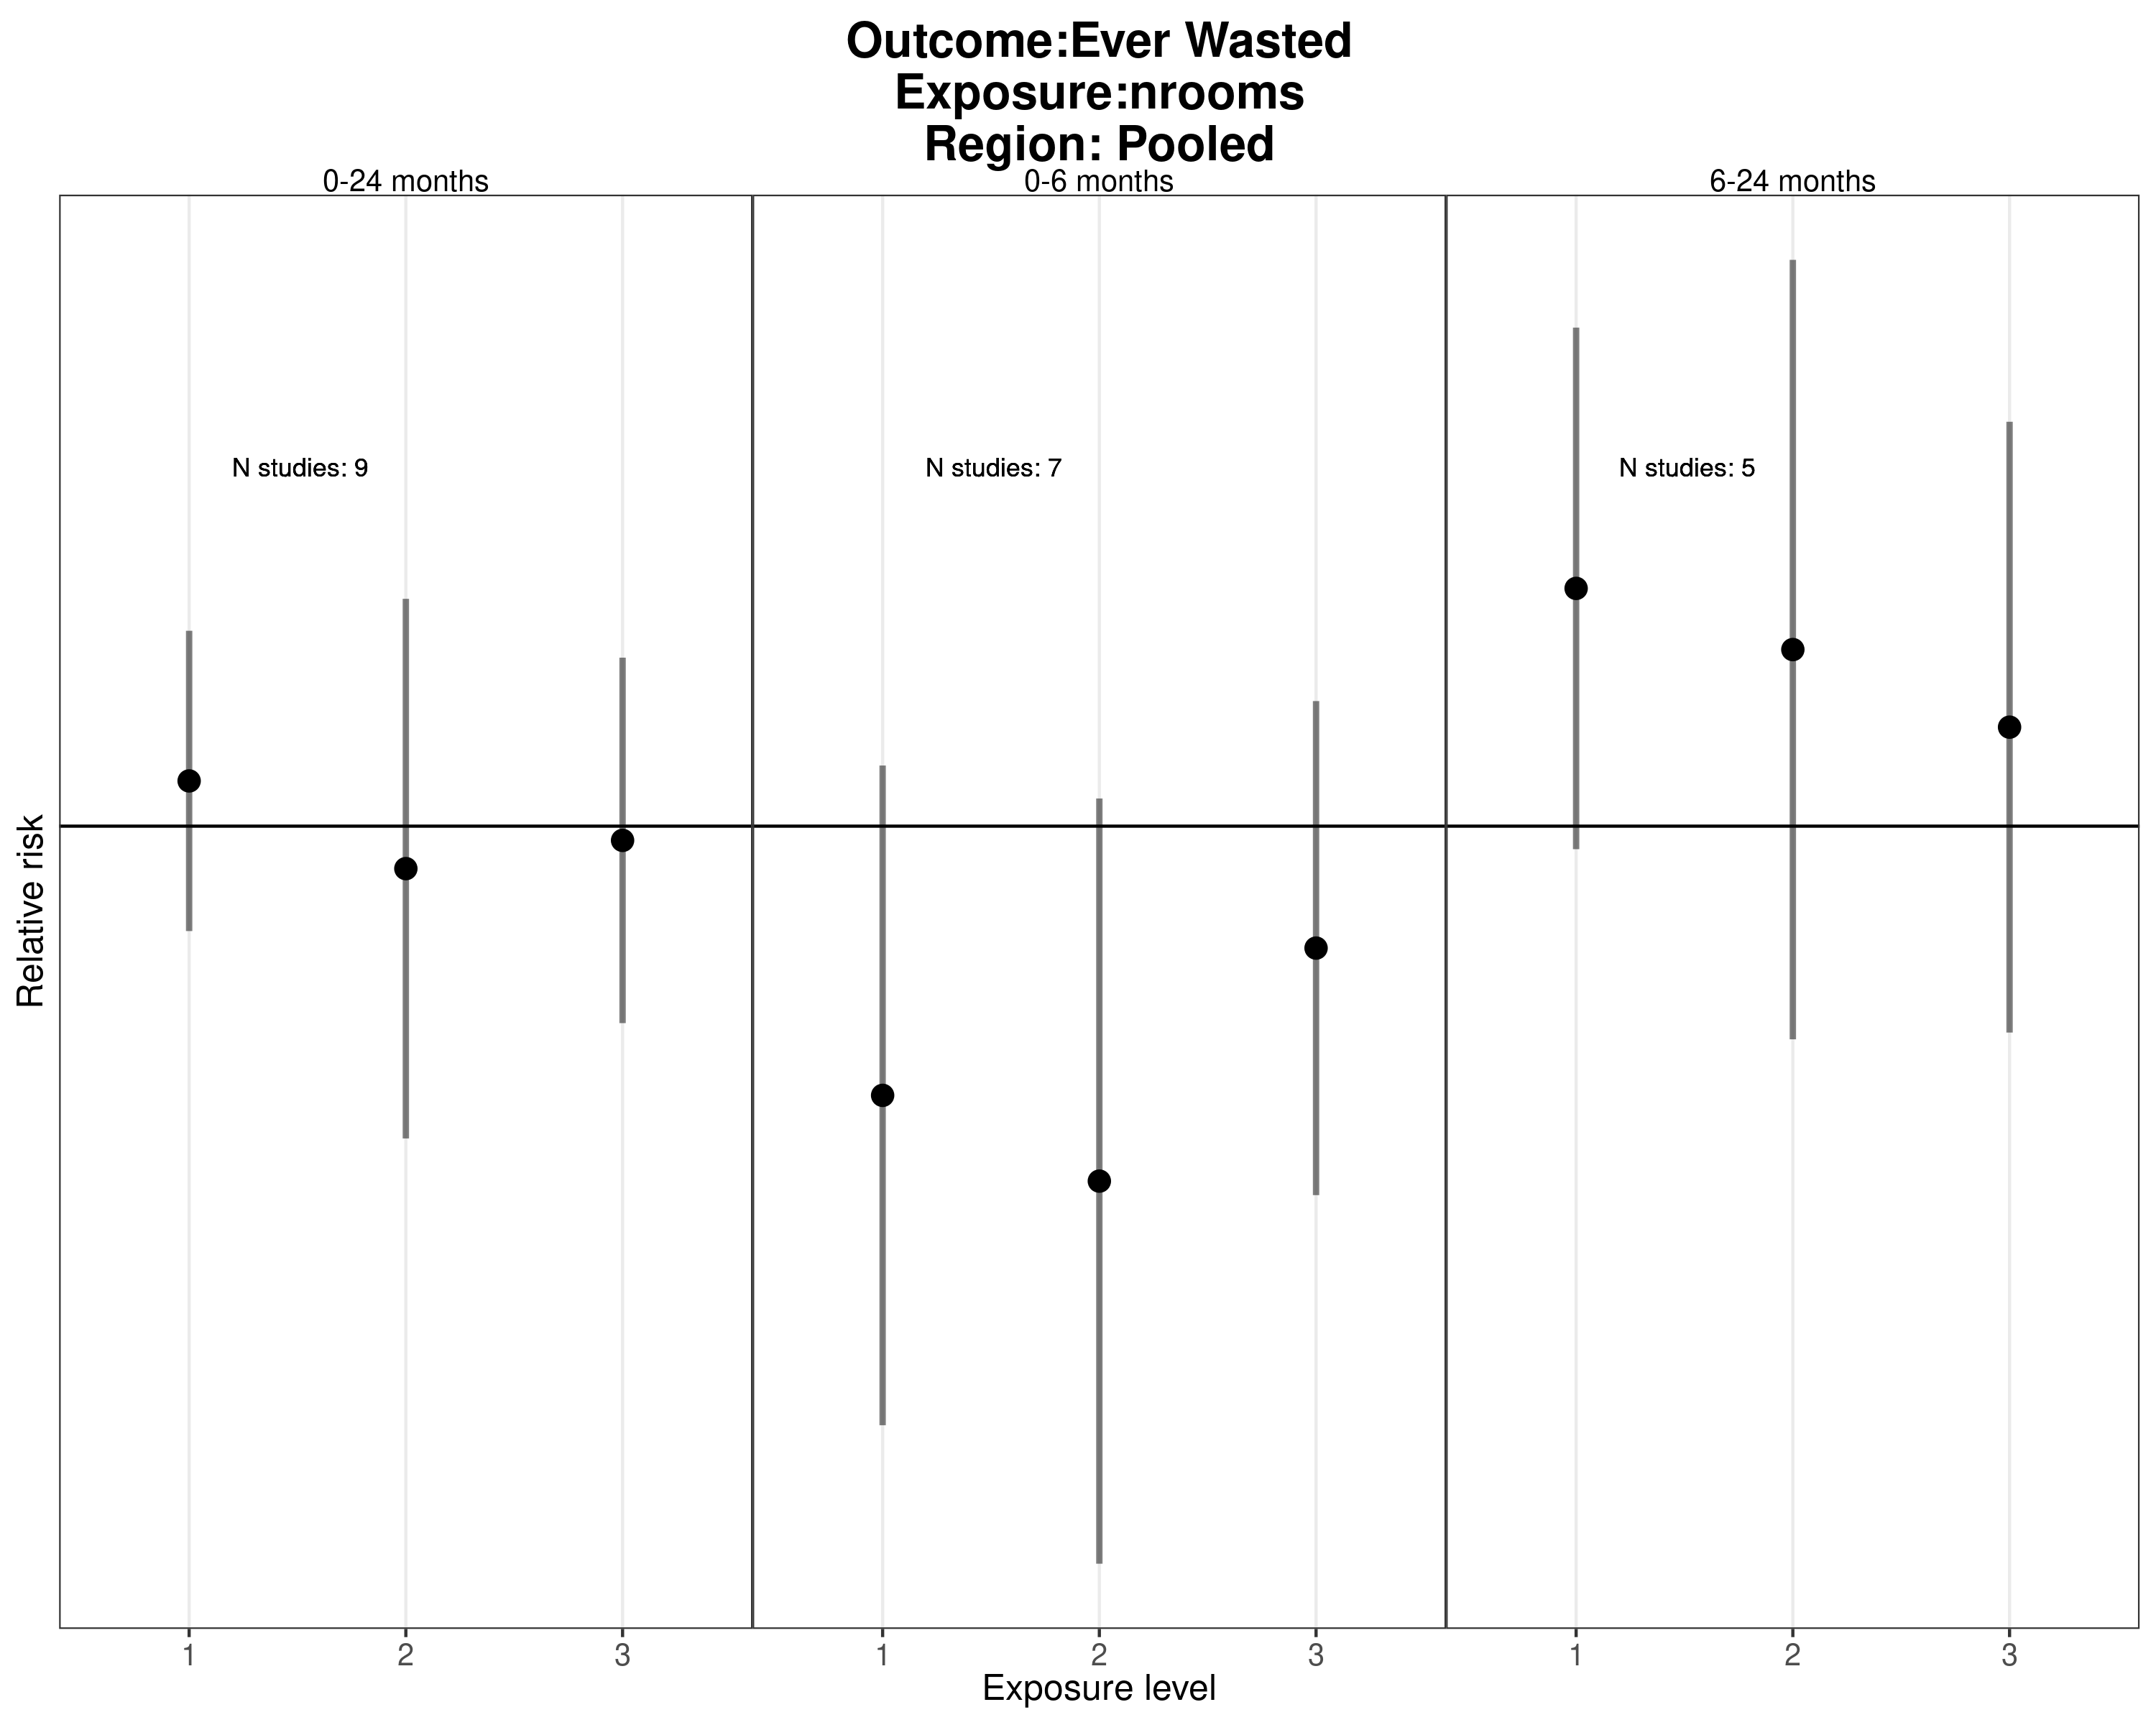 Outcome:Ever Wasted
Exposure:nrooms
Region: Pooled
0-24 months
0-6 months
6-24 months
N studies: 9
N studies: 7
N studies: 5
Relative risk
1
2
3
1
2
3
1
2
3
Exposure level